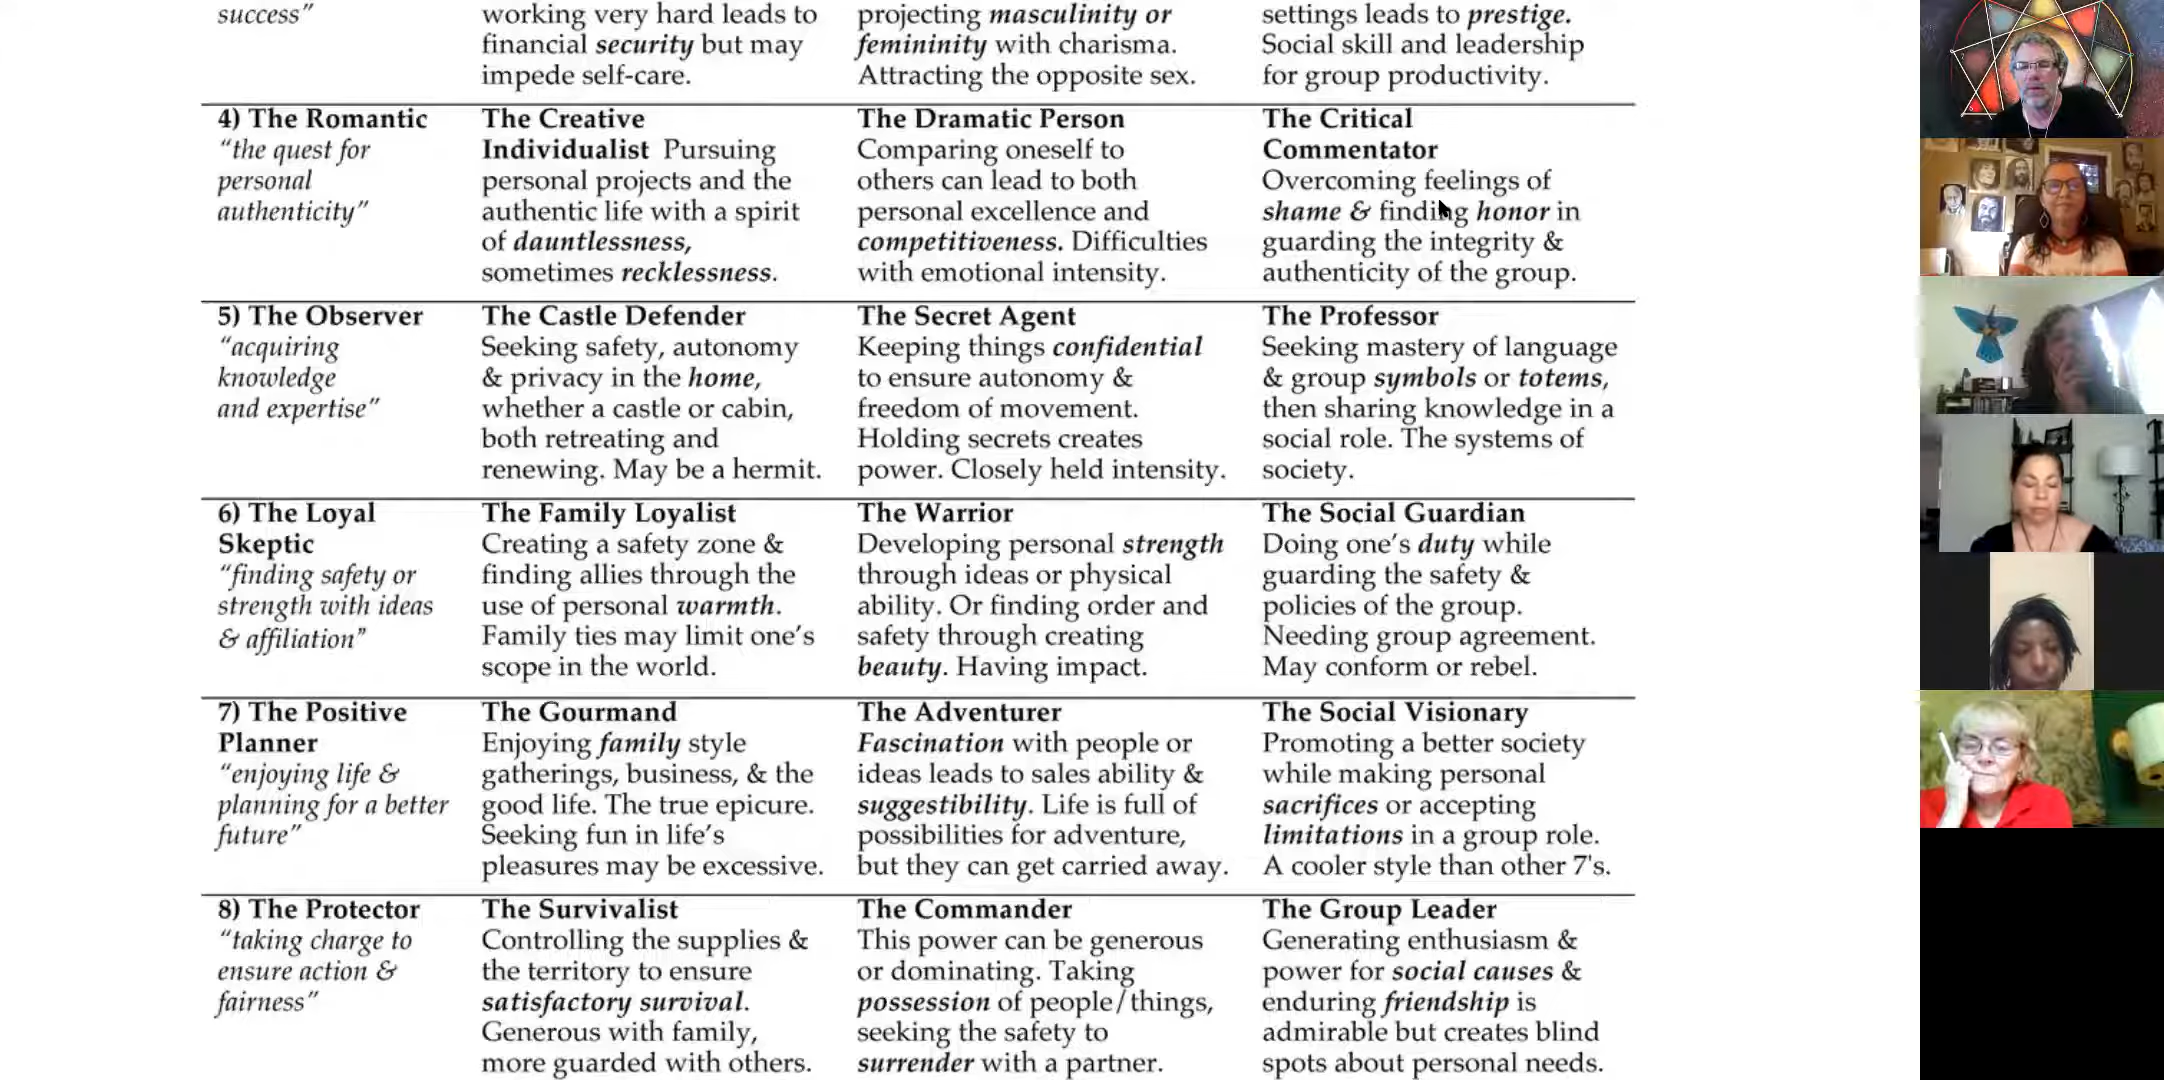 success”
working very hard leads to
financial security but may
impede self-care.
projecting masculinity or
femininity with charisma.
Attracting the opposite sex.
settings leads to prestige.
Social skill and leadership
for group productivity.
4) The Romantic
“the quest for
personal
authenticity”
The Creative
Individualist Pursuing
personal projects and the
authentic life with a spirit
of dauntlessness,
sometimes recklessness.
The Dramatic Person
Comparing oneself to
others can lead to both
personal excellence and
competitiveness. Difficulties
with emotional intensity.
The Critical
Commentator
Overcoming feelings of
shame & finding honor in
guarding the integrity &
authenticity of the group.
5) The Observer
“acquiring
knowledge
and expertise”
The Castle Defender
Seeking safety, autonomy
& privacy in the home,
whether a castle or cabin,
both retreating and
renewing. May be a hermit.
The Secret Agent
Keeping things confidential
to ensure autonomy &
freedom of movement.
Holding secrets creates
power. Closely held intensity.
The Professor
Seeking mastery of language
& group symbols or totems,
then sharing knowledge in a
social role. The systems of
society.
6) The Loyal
Skeptic
“finding safety or
strength with ideas
& affiliation”
The Family Loyalist
Creating a safety zone &
finding allies through the
use of personal warmth.
Family ties may limit one’s
scope in the world.
The Warrior
Developing personal strength
through ideas or physical
ability. Or finding order and
safety through creating
beauty. Having impact.
The Social Guardian
Doing one’s duty while
guarding the safety &
policies of the group.
Needing group agreement.
May conform or rebel.
7) The Positive
Planner
“enjoying life &
planning for a better
future”
The Gourmand
Enjoying family style
gatherings, business, & the
good life. The true epicure.
Seeking fun in life’s
pleasures may be excessive.
The Adventurer
Fascination with people or
ideas leads to sales ability &
suggestibility. Life is full of
possibilities for adventure,
but they can get carried away.
The Social Visionary
Promoting a better society
while making personal
sacrifices or accepting
limitations in a group role.
A cooler style than other 7's.
8) The Protector
“taking charge to
ensure action &
fairness”
The Survivalist
Controlling the supplies &
the territory to ensure
satisfactory survival.
Generous with family,
more guarded with others.
The Commander
This power can be generous
or dominating. Taking
possession of people/things,
seeking the safety to
surrender with a partner.
The Group Leader
Generating enthusiasm &
power for social causes &
enduring friendship is
admirable but creates blind
spots about personal needs.